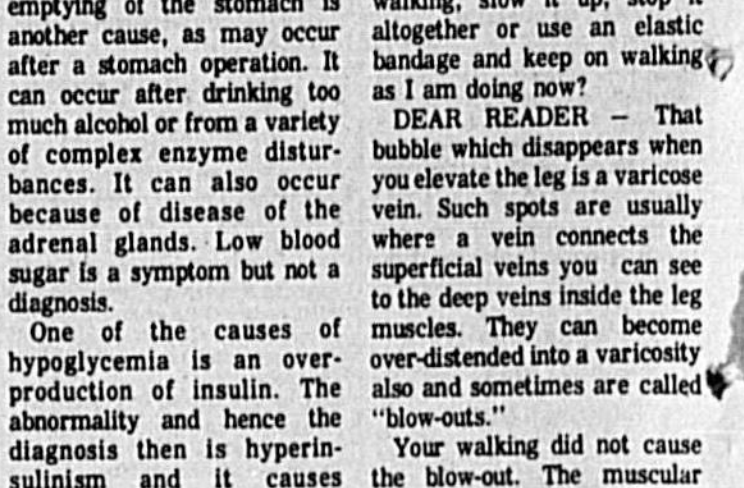 emptying of the stomach is
another cause, as may occur
after a stomach operation. It
can occur after drinking too
much alcohol or from a variety
of complex enzyme distur-
bances. It can also occur
because of disease of the
adrenal glands. Low blood
sugar is a symptom but not a
diagnosis.
One of the causes of
hypoglycemia is an over-
production of insulin. The
abnormality and hence the
diagnosis then is hyperin-
sulinism and it causes
walking, slow it up, stop it
altogether or use an elastic
bandage and keep on walking
as I am doing now?
DEAR READER — That
bubble which disappears when
you elevate the leg is a varicose
vein. Such spots are usually
where a vein connects the
superficial veins you can see
to the deep veins inside the leg
muscles. They can become
over-distended into a varicosity
also and sometimes are called
"blow-outs."
Your walking did not cause
the blow-out. The muscular